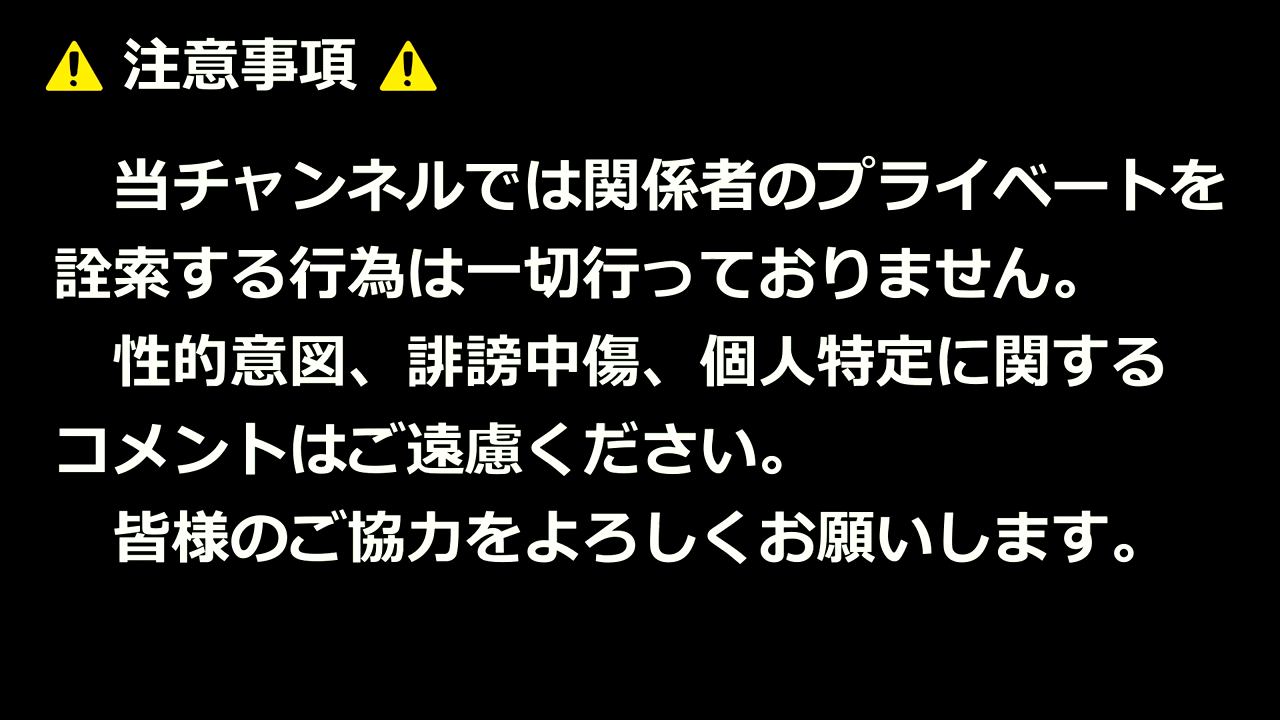 ⚠ 注意事項 ⚠
　当チャンネルでは関係者のプライベートを
詮索する行為は一切行っておりません。
　性的意図、誹謗中傷、個人特定に関する
コメントはご遠慮ください。
　皆様のご協力をよろしくお願いします。